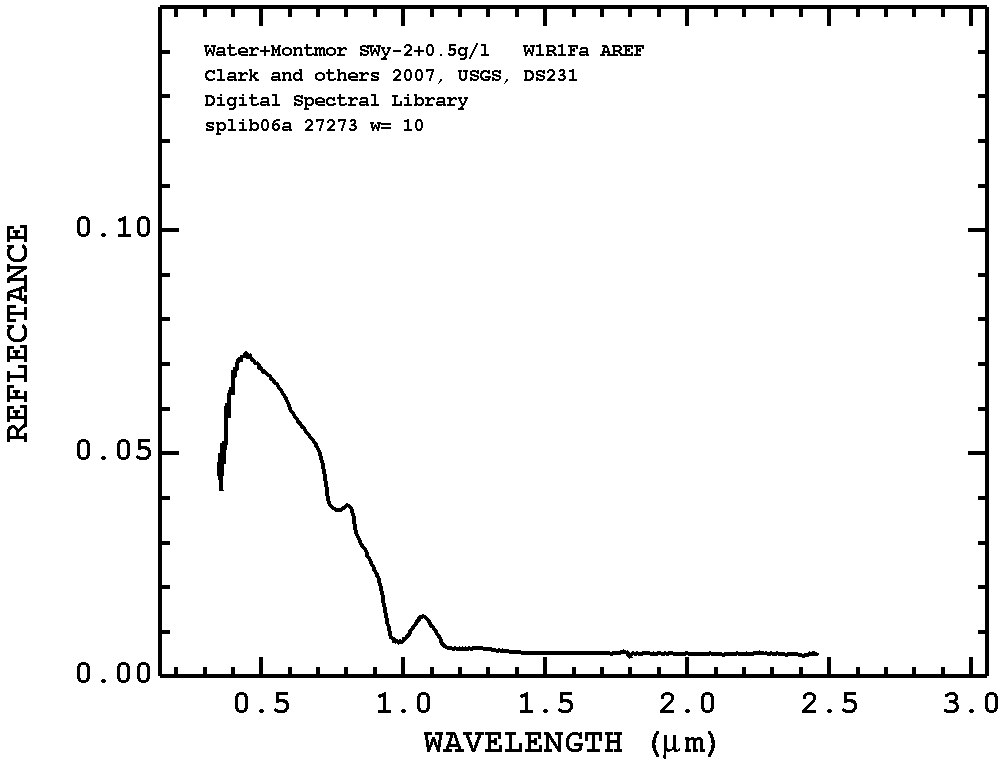 Water+Montmor SWy-2+0.5g/l W1R1Fa AREF
Clark and others 2007, USGS, DS231
Digital Spectral Library
splib06a 27273 w= 10
REFLECTANCE
0.10
0.05
0.00
0.5 1.0 1.5 2.0 2.5 3.0
WAVELENGTH (μm)